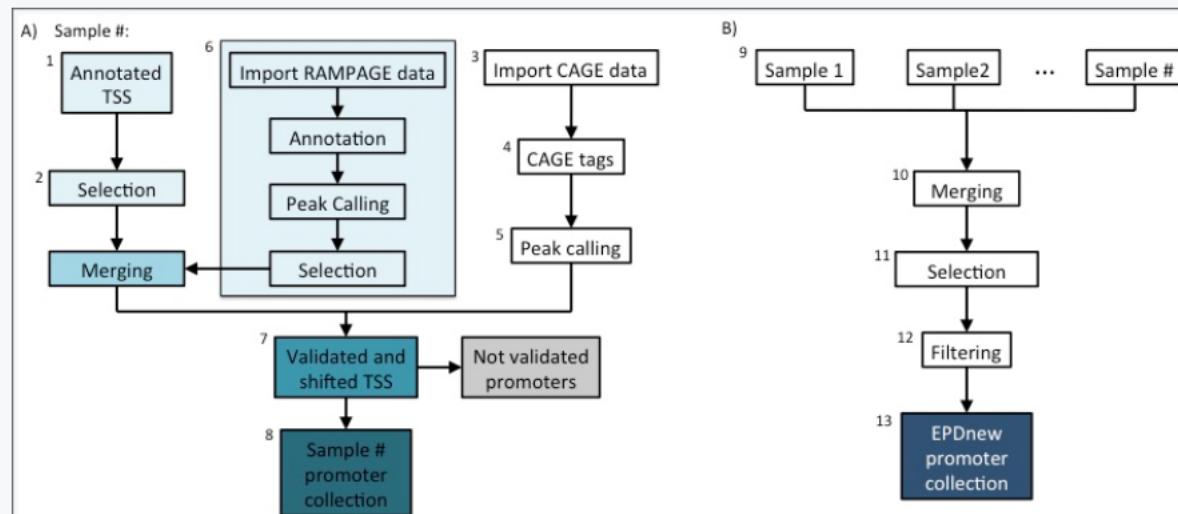 A) Sample #:
1
Annotated
TSS
2
Selection
Merging
6
Import RAMPAGE data
Annotation
Peak Calling
Selection
3
Import CAGE data
4
CAGE tags
5
Peak calling
7
Validated and
shifted TSS
Not validated
promoters
8
Sample #
promoter
collection
B)
9
Sample 1
Sample2
...
Sample #
10
Merging
11
Selection
12
Filtering
13
EPDnew
promoter
collection